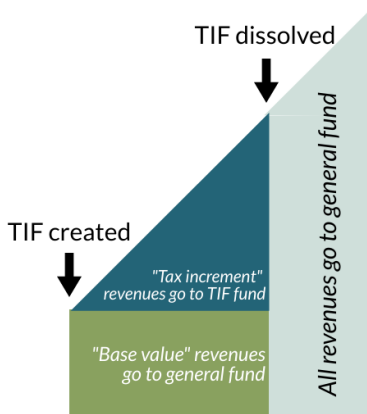 TIF dissolved
TIF created
"Tax increment"
revenues go to TIF fund
"Base value" revenues
go to general fund
All revenues go to general fund